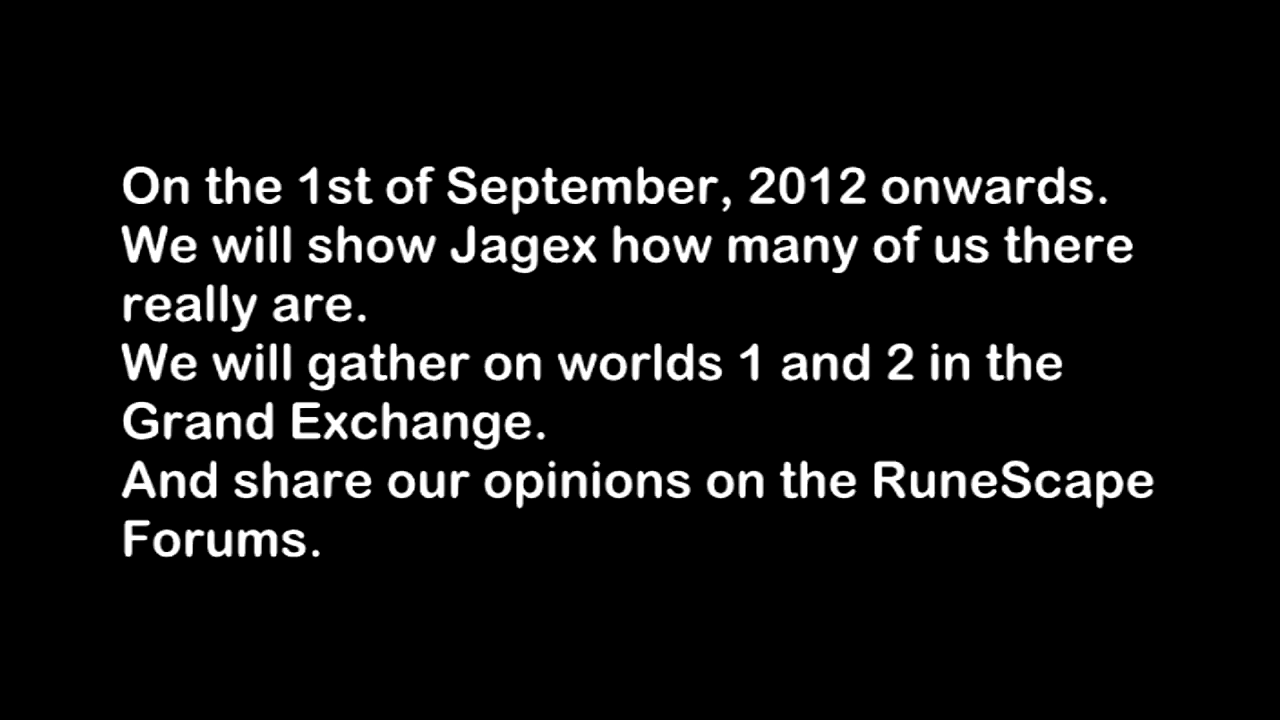 On the 1st of September, 2012 onwards.
We will show Jagex how many of us there
really are.
We will gather on worlds 1 and 2 in the
Grand Exchange.
And share our opinions on the RuneScape
Forums.